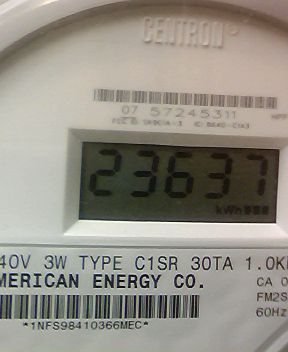 CENTRON®
07 57245311
23637
kWh
40V 3W TYPE C1SR 30TA 1.0K
MERICAN ENERGY CO.
CA 0
FM2S
60Hz
*1NFS98410366MEC*